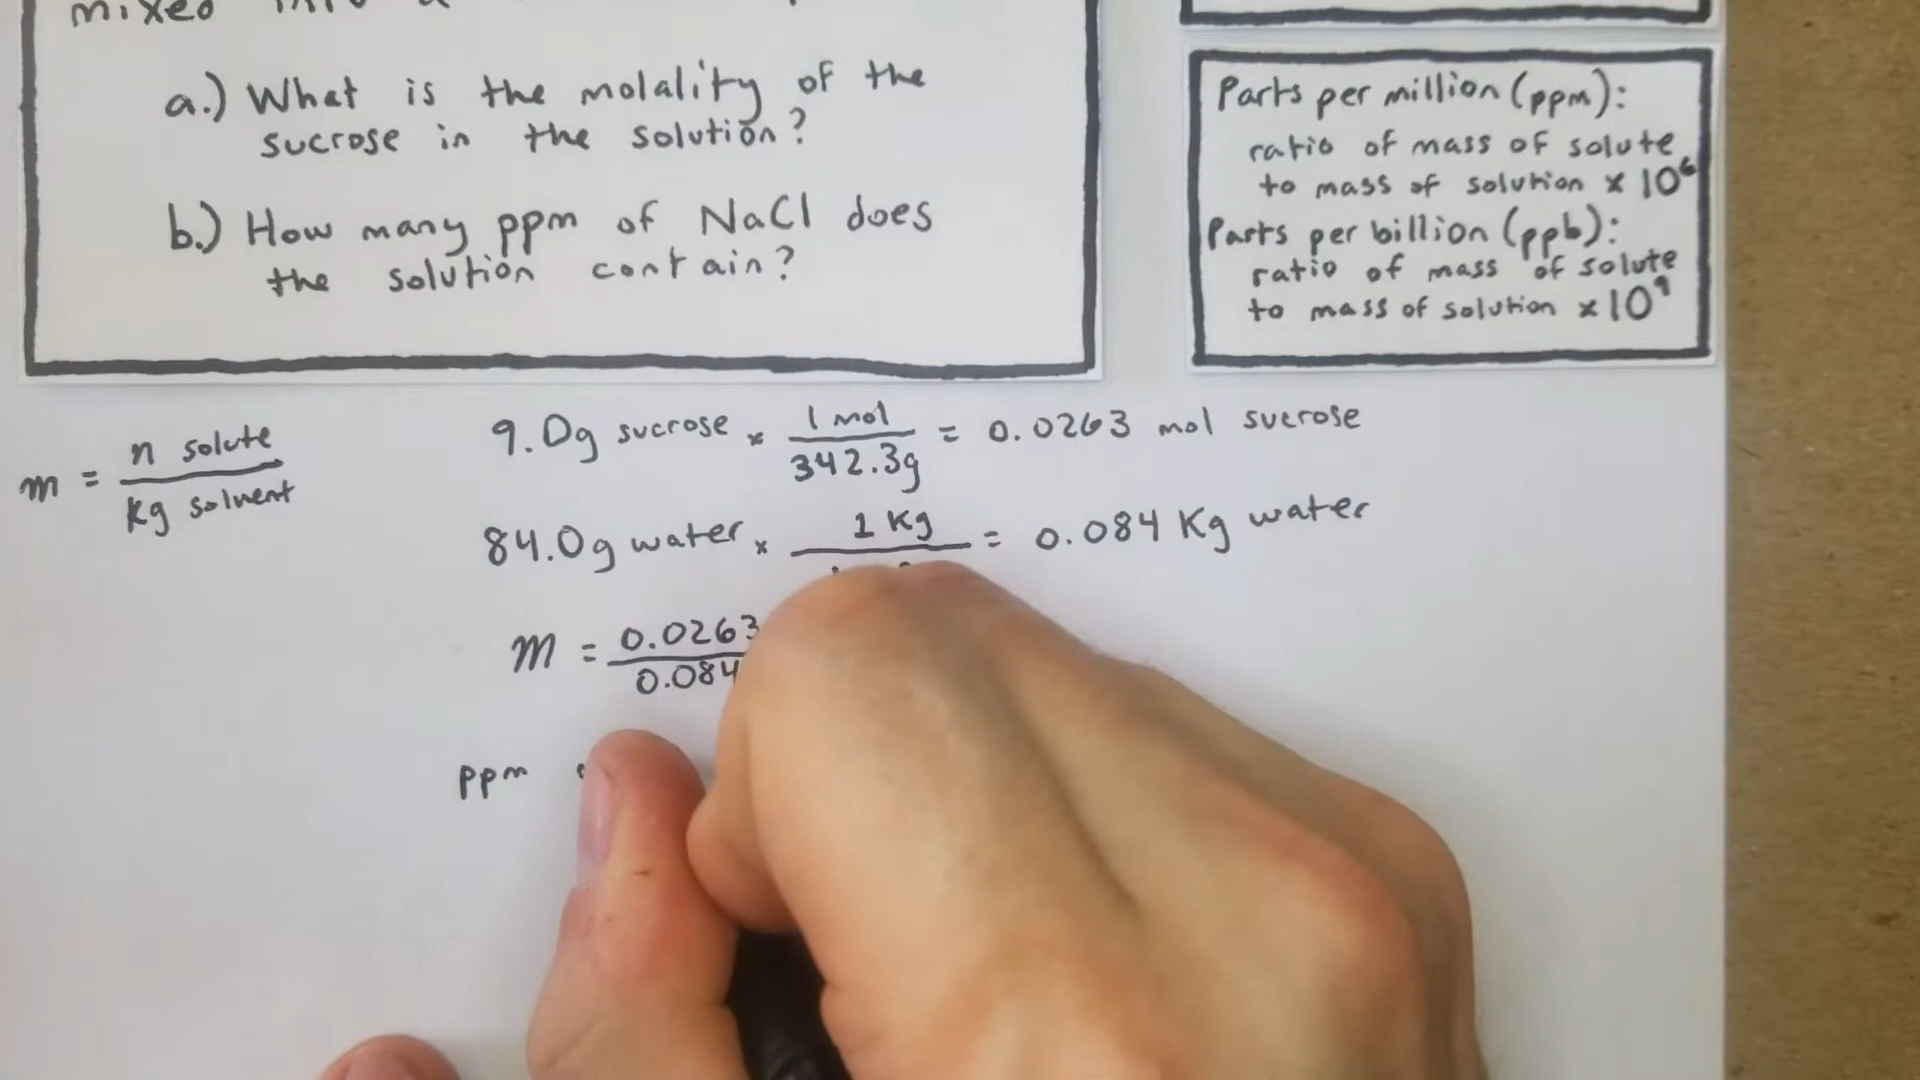 mixed
a.) What is the molality of the
sucrose in the solution?
b.) How many ppm of NaCl does
the solution contain?
Parts per million (ppm):
ratio of mass of solute
to mass of solution × 10⁶
Parts per billion (ppb):
ratio of mass of solute
to mass of solution × 10⁹
m = n solute / kg solvent
9.0g sucrose × 1 mol / 342.3g = 0.0263 mol sucrose
84.0g water × 1 Kg = 0.084 Kg water
m = 0.0263 / 0.084
ppm